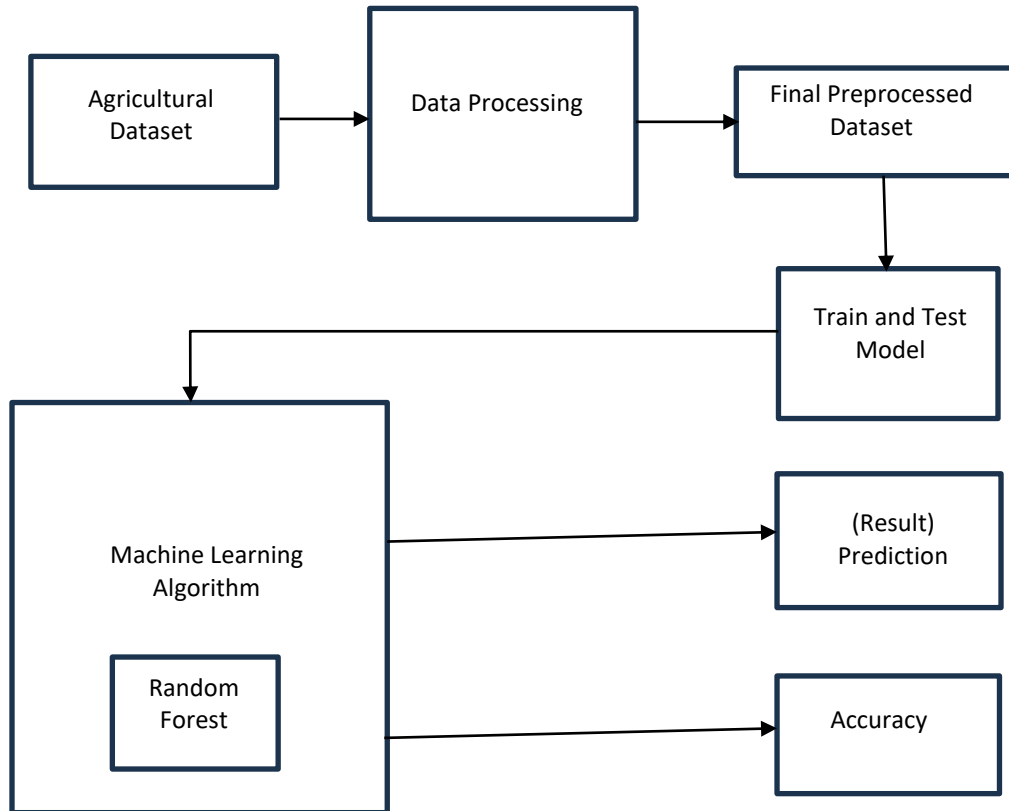 Agricultural
Dataset
Data Processing
Final Preprocessed
Dataset
Train and Test
Model
Machine Learning
Algorithm
Random
Forest
(Result)
Prediction
Accuracy